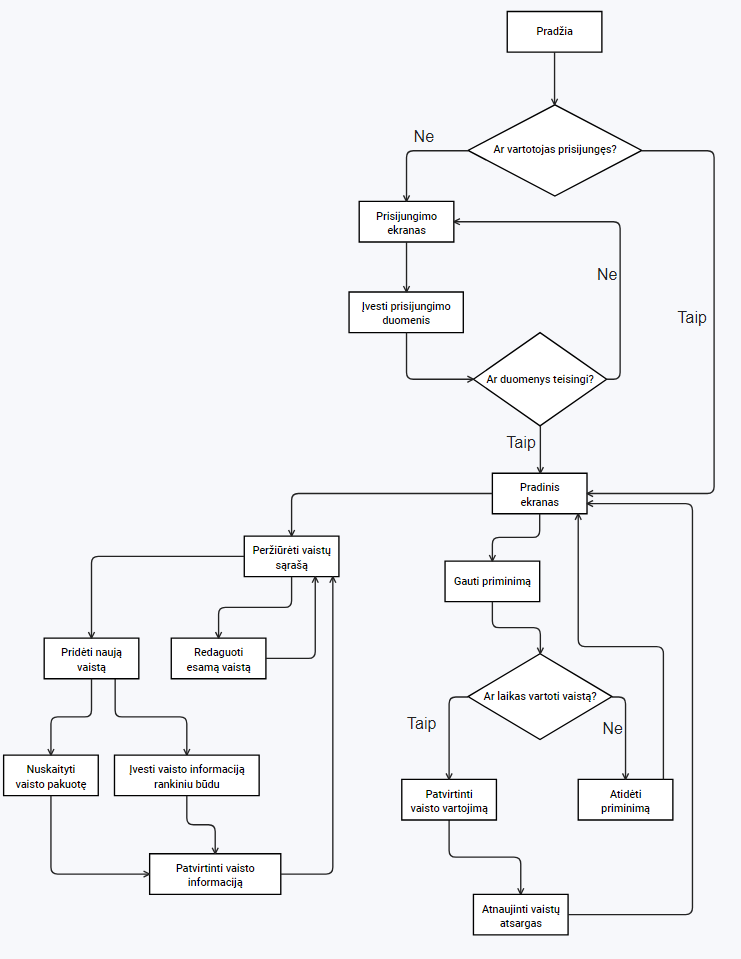 Pradžia
Ne
Ar vartotojas prisijungęs?
Prisijungimo
ekranas
Ne
Įvesti prisijungimo
duomenis
Taip
Ar duomenys teisingi?
Taip
Pradinis
ekranas
Peržiūrėti vaistų
sąrašą
Gauti priminimą
Pridėti naują
vaistą
Redaguoti
esamą vaistą
Ar laikas vartoti vaistą?
Taip
Ne
Nuskaityti
vaisto pakuotę
Įvesti vaisto informaciją
rankiniu būdu
Patvirtinti
vaisto vartojimą
Atidėti
priminimą
Patvirtinti vaisto
informaciją
Atnaujinti vaistų
atsargas